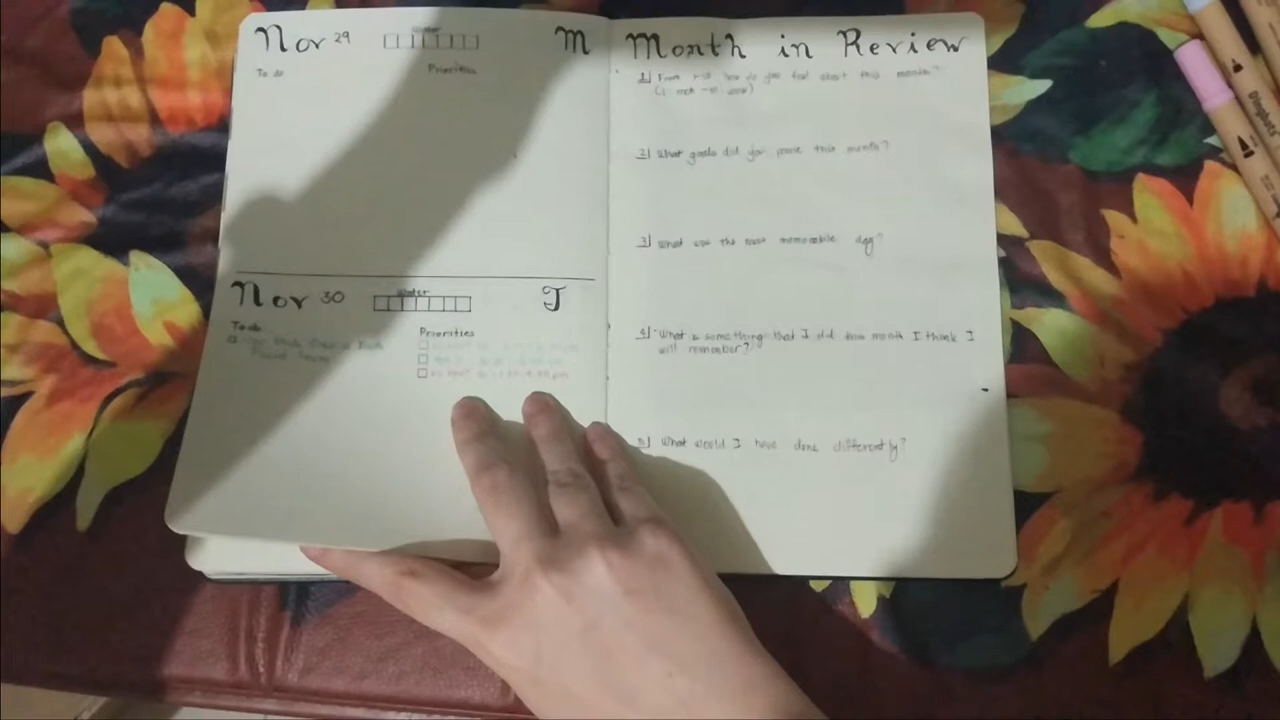 Nov 29
Water
M
To do
Priorities
Nov 30
Water
T
To do
Priorities
Month in Review
1) From 1-10 how do you feel about this month?
2) What goals did you pursue this month?
3) What was the most memorable day?
4) What is something that I did this month I think I
will remember?
5) What would I have done differently?
Dingbats